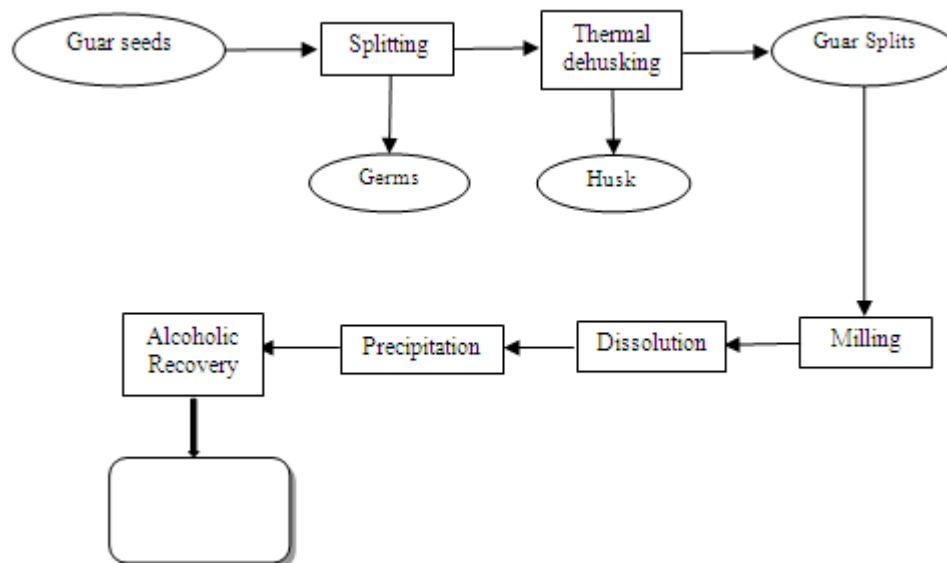 Guar seeds
Splitting
Thermal
dehusking
Guar Splits
Germs
Husk
Alcoholic
Recovery
Precipitation
Dissolution
Milling